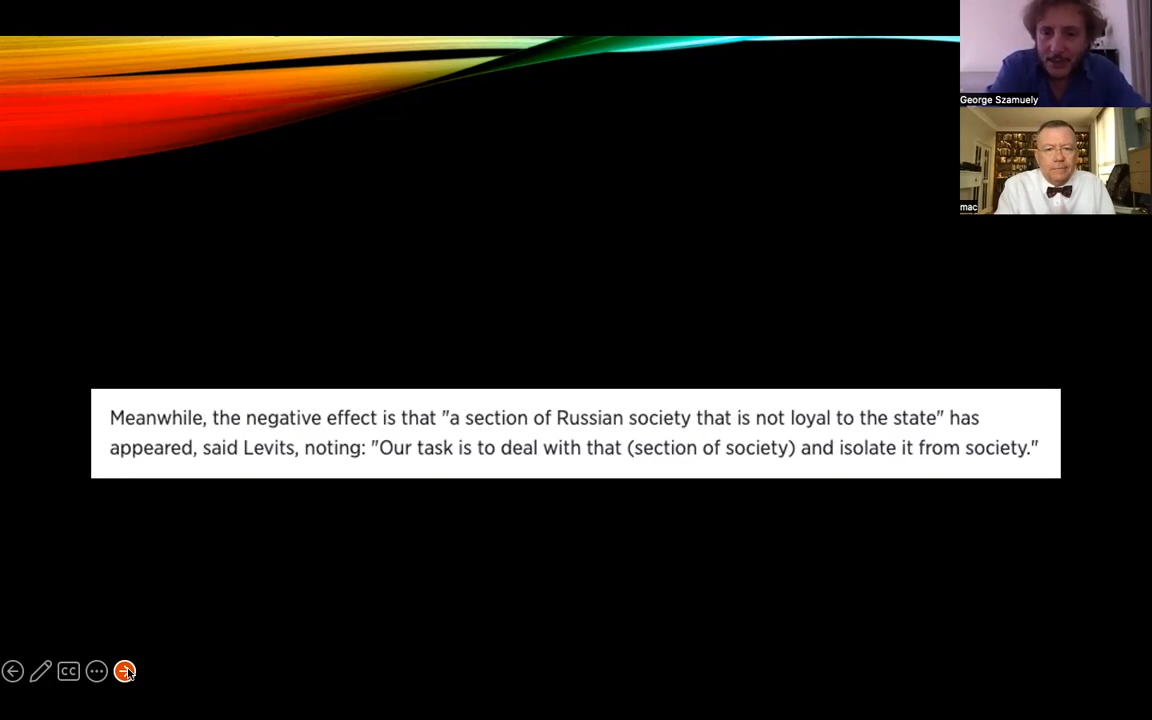 George Szamuely
mac
Meanwhile, the negative effect is that "a section of Russian society that is not loyal to the state" has
appeared, said Levits, noting: "Our task is to deal with that (section of society) and isolate it from society."
CC